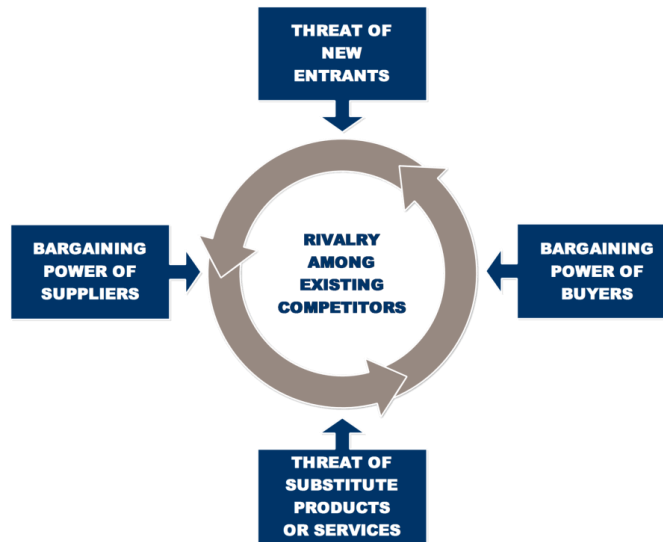 THREAT OF
NEW
ENTRANTS
BARGAINING
POWER OF
SUPPLIERS
RIVALRY
AMONG
EXISTING
COMPETITORS
BARGAINING
POWER OF
BUYERS
THREAT OF
SUBSTITUTE
PRODUCTS
OR SERVICES